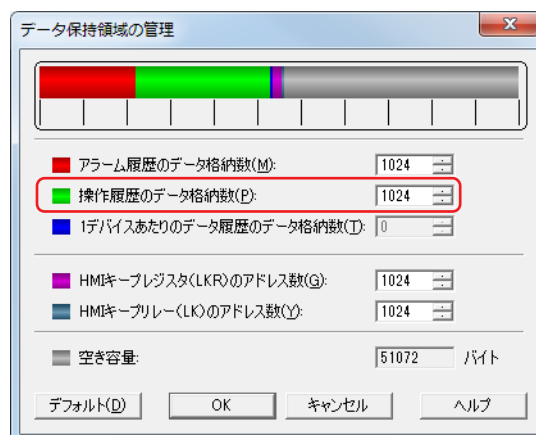 データ保持領域の管理
アラーム履歴のデータ格納数(M): 1024
操作履歴のデータ格納数(P): 1024
1デバイスあたりのデータ履歴のデータ格納数(T): 0
HMIキープレジスタ(LKR)のアドレス数(G): 1024
HMIキープリレー(LK)のアドレス数(Y): 1024
空き容量: 51072 バイト
デフォルト(D) OK キャンセル ヘルプ